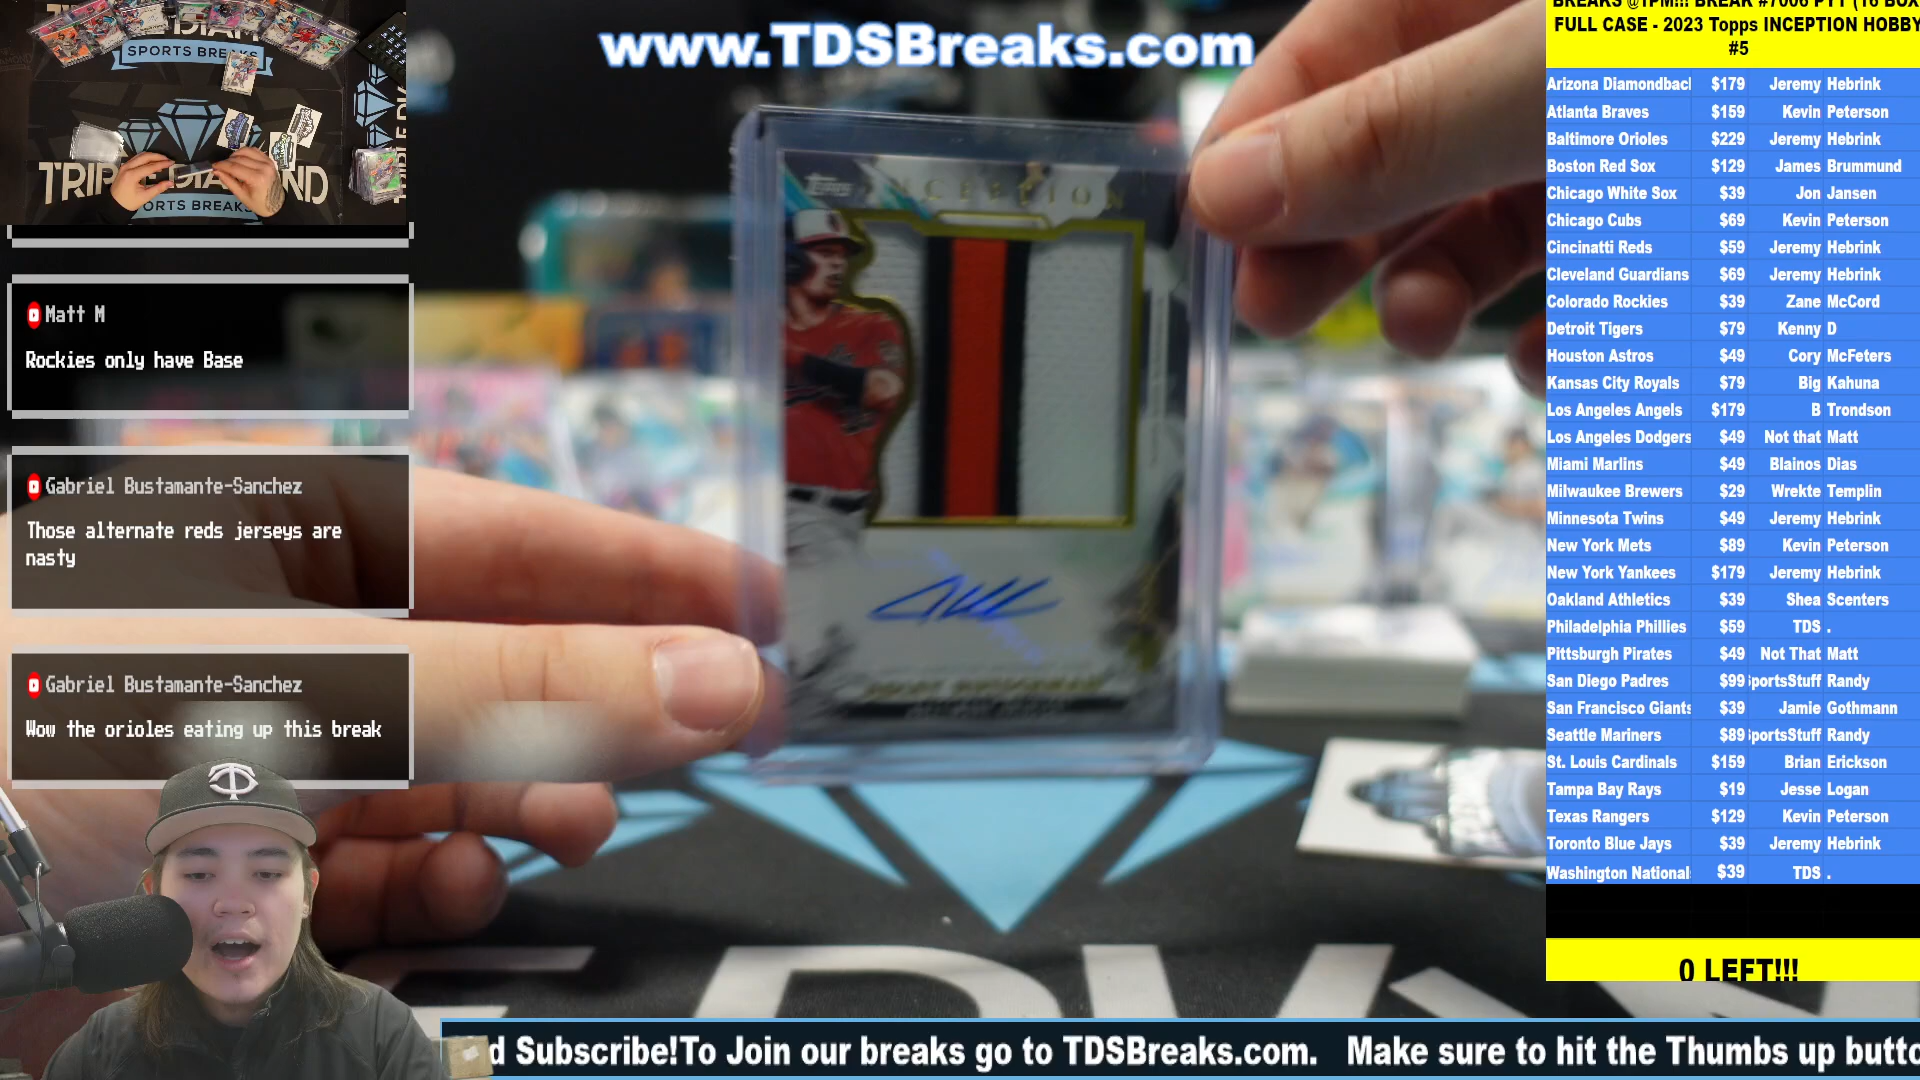 www.TDSBreaks.com
SPORTS BREAKS
BREAKS @1PM!!! BREAK #7006 PYT (16 BOX
FULL CASE - 2023 Topps INCEPTION HOBBY
#5
Arizona Diamondbac $179 Jeremy Hebrink
Atlanta Braves $159 Kevin Peterson
Baltimore Orioles $229 Jeremy Hebrink
Boston Red Sox $129 James Brummund
Chicago White Sox $39 Jon Jansen
Chicago Cubs $69 Kevin Peterson
Cincinatti Reds $59 Jeremy Hebrink
Cleveland Guardians $69 Jeremy Hebrink
Colorado Rockies $39 Zane McCord
Detroit Tigers $79 Kenny D
Houston Astros $49 Cory McFeters
Kansas City Royals $79 Big Kahuna
Los Angeles Angels $179 B Trondson
Los Angeles Dodgers $49 Not that Matt
Miami Marlins $49 Blainos Dias
Milwaukee Brewers $29 Wrekte Templin
Minnesota Twins $49 Jeremy Hebrink
New York Mets $89 Kevin Peterson
New York Yankees $179 Jeremy Hebrink
Oakland Athletics $39 Shea Scenters
Philadelphia Phillies $59 TDS .
Pittsburgh Pirates $49 Not That Matt
San Diego Padres $99 portsStuff Randy
San Francisco Giants $39 Jamie Gothmann
Seattle Mariners $89 portsStuff Randy
St. Louis Cardinals $159 Brian Erickson
Tampa Bay Rays $19 Jesse Logan
Texas Rangers $129 Kevin Peterson
Toronto Blue Jays $39 Jeremy Hebrink
Washington National $39 TDS .
0 LEFT!!!
Matt M
Rockies only have Base
Gabriel Bustamante-Sanchez
Those alternate reds jerseys are
nasty
Gabriel Bustamante-Sanchez
Wow the orioles eating up this break
TOPPS INCEPTION
d Subscribe!To Join our breaks go to TDSBreaks.com. Make sure to hit the Thumbs up butto